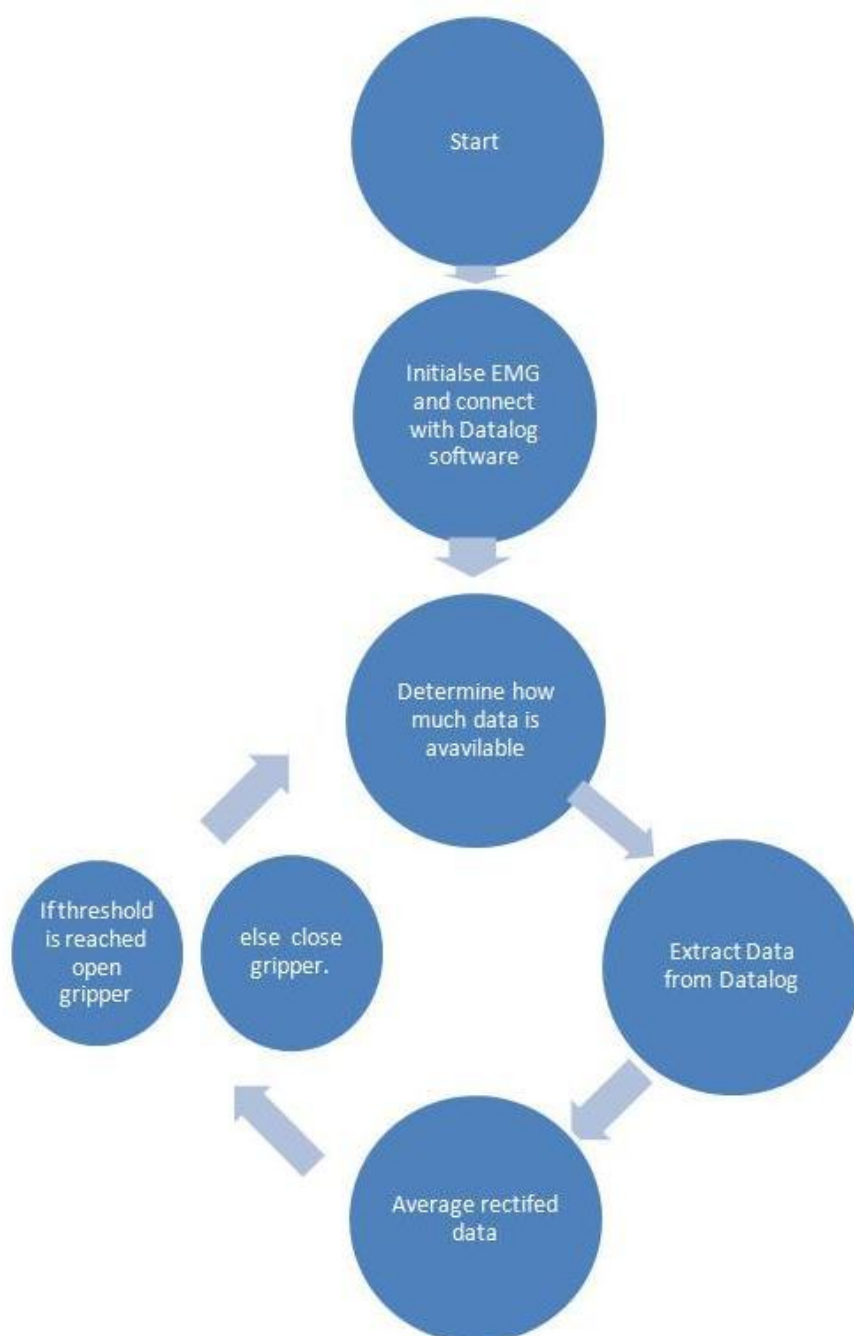 Start
Initialse EMG
and connect
with Datalog
software
Determine how
much data is
avavilable
Extract Data
from Datalog
Average rectifed
data
If threshold
is reached
open
gripper
else close
gripper.